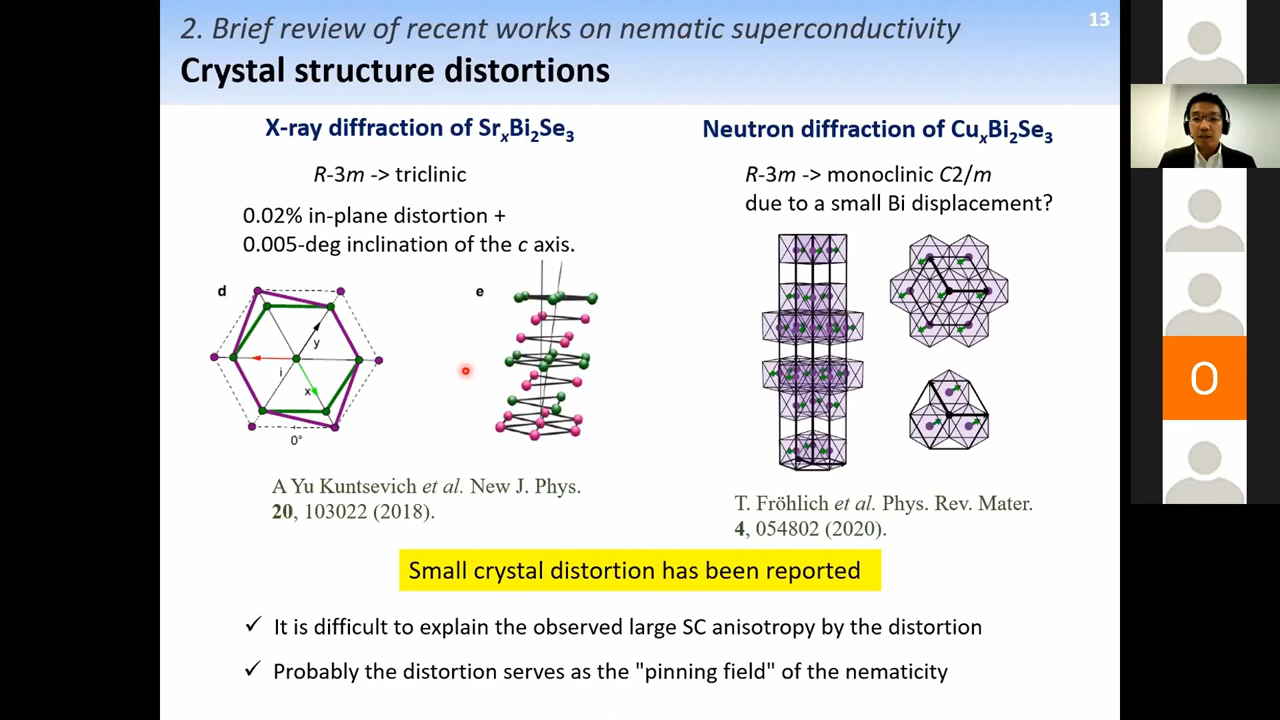 2. Brief review of recent works on nematic superconductivity
13
Crystal structure distortions
X-ray diffraction of SrxBi2Se3
R-3m -> triclinic
0.02% in-plane distortion +
0.005-deg inclination of the c axis.
d
y
i
x
0°
e
A Yu Kuntsevich et al. New J. Phys.
20, 103022 (2018).
Neutron diffraction of CuxBi2Se3
R-3m -> monoclinic C2/m
due to a small Bi displacement?
T. Fröhlich et al. Phys. Rev. Mater.
4, 054802 (2020).
Small crystal distortion has been reported
✓ It is difficult to explain the observed large SC anisotropy by the distortion
✓ Probably the distortion serves as the "pinning field" of the nematicity
O